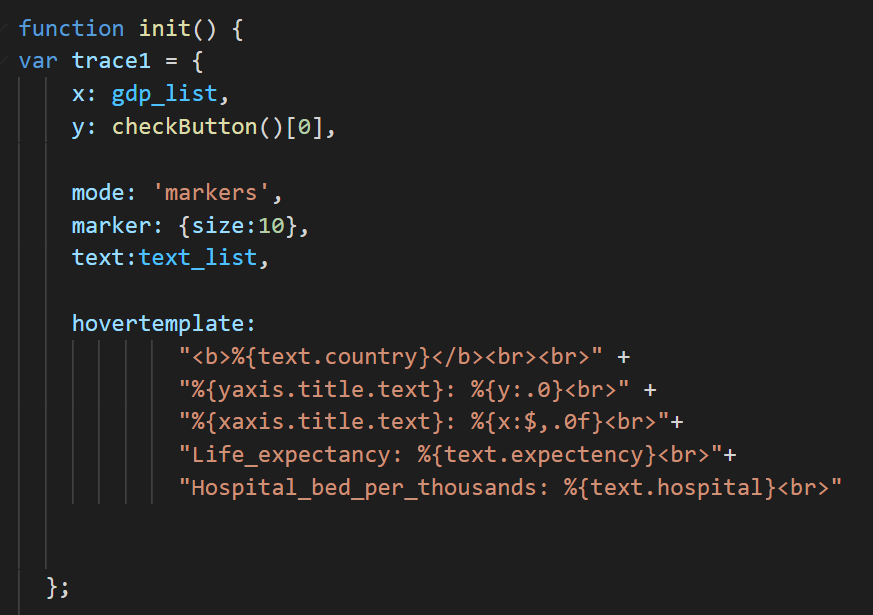 function init() {
var trace1 = {
x: gdp_list,
y: checkButton()[0],
mode: 'markers',
marker: {size:10},
text:text_list,
hovertemplate:
"<b>%{text.country}</b><br><br>" +
"%{yaxis.title.text}: %{y:.0}<br>" +
"%{xaxis.title.text}: %{x:$,.0f}<br>"+
"Life_expectancy: %{text.expectency}<br>"+
"Hospital_bed_per_thousands: %{text.hospital}<br>"
};